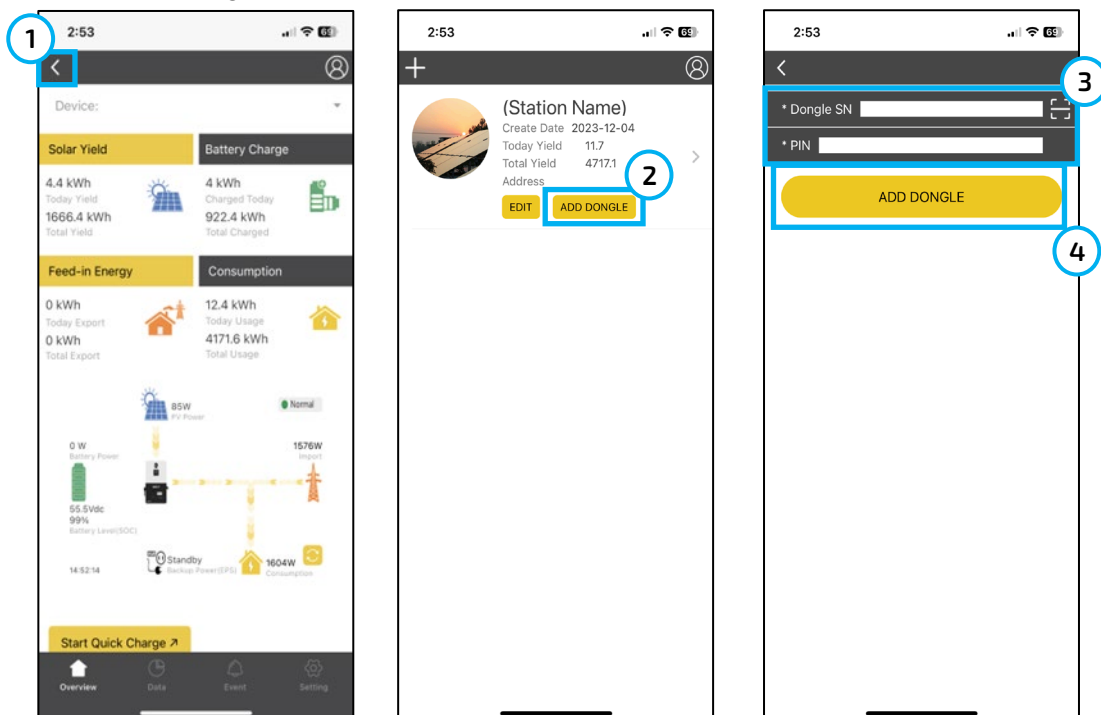 1
2:53
69
Device:
Solar Yield
Battery Charge
4.4 kWh
Today Yield
1666.4 kWh
Total Yield
4 kWh
Charged Today
922.4 kWh
Total Charged
Feed-in Energy
Consumption
0 kWh
Today Export
0 kWh
Total Export
12.4 kWh
Today Usage
4171.6 kWh
Total Usage
85W
PV Power
Normal
0 W
Battery Power
1576W
Import
55.5Vdc
99%
Battery Level(SOC)
Standby
Backup Power(EPS)
1604W
Consumption
14:52:14
Start Quick Charge ↗
Overview
Data
Event
Setting
2:53
69
+
(Station Name)
Create Date 2023-12-04
Today Yield 11.7
Total Yield 4717.1
Address
2
EDIT
ADD DONGLE
2:53
69
3
* Dongle SN
* PIN
ADD DONGLE
4